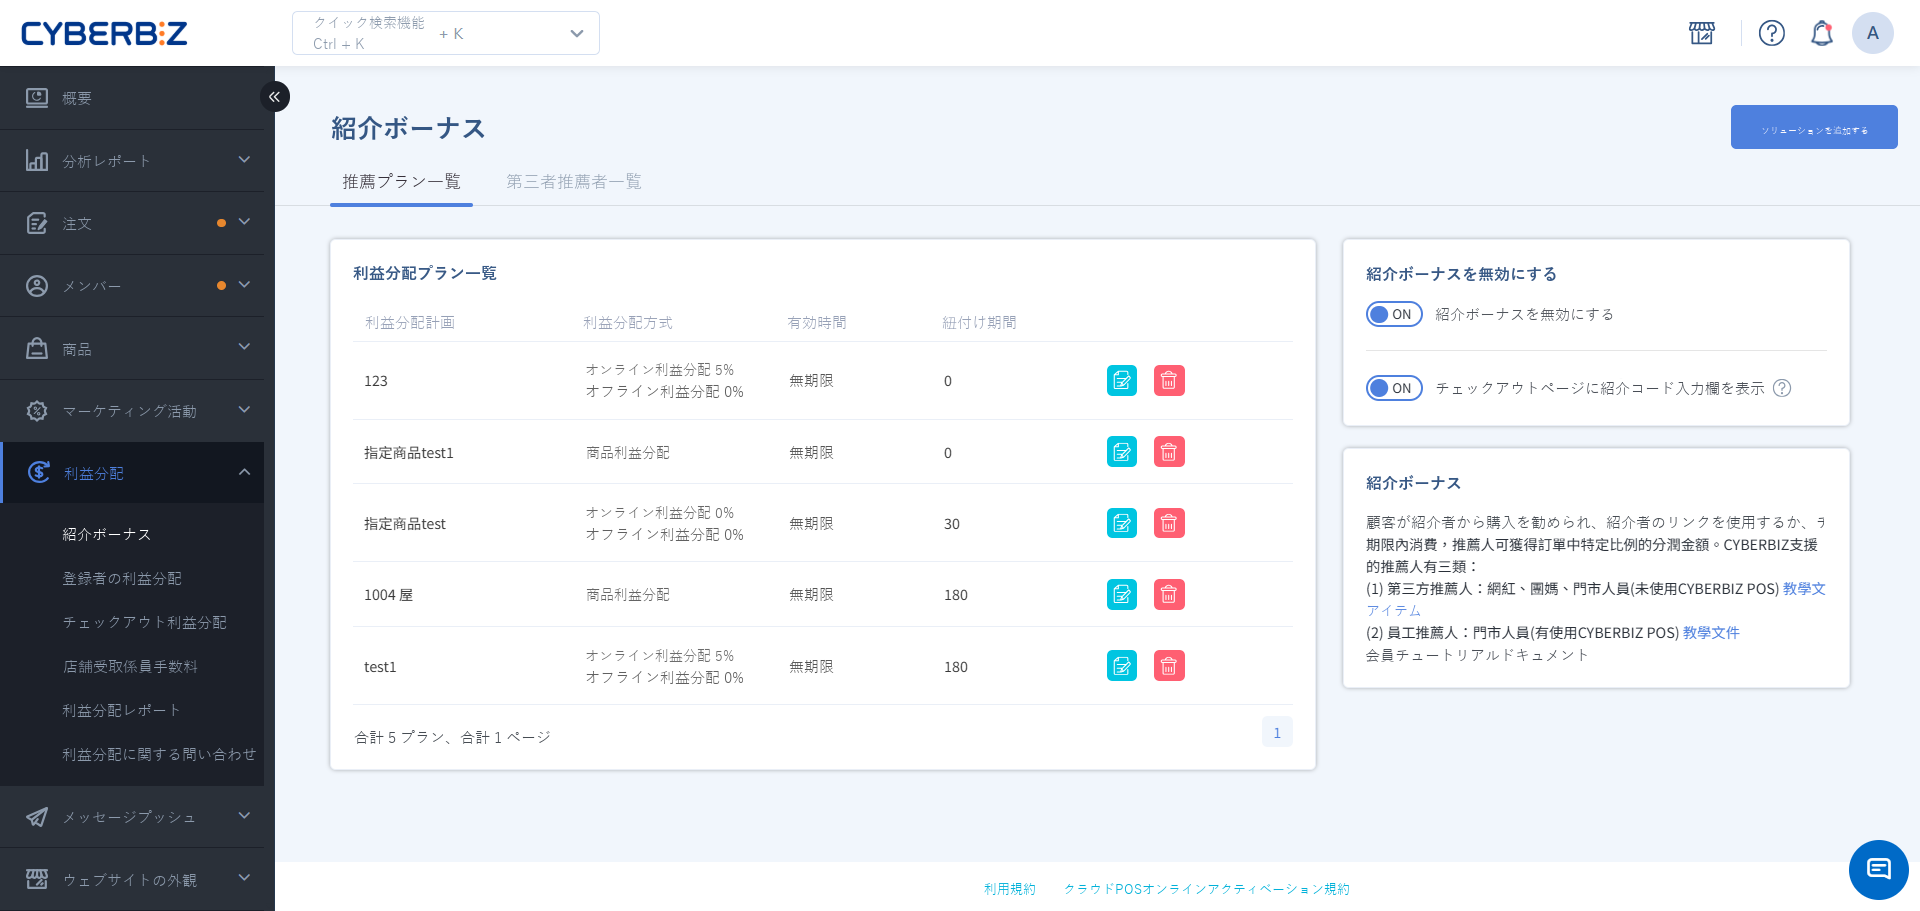 CYBERBIZ
クイック検索機能
Ctrl + K
+ K
A
概要
分析レポート
注文
メンバー
商品
マーケティング活動
利益分配
紹介ボーナス
登録者の利益分配
チェックアウト利益分配
店舗受取係員手数料
利益分配レポート
利益分配に関する問い合わせ
メッセージプッシュ
ウェブサイトの外観
紹介ボーナス
ソリューションを追加する
推薦プラン一覧
第三者推薦者一覧
利益分配プラン一覧
利益分配計画 利益分配方式 有効時間 紐付け期間
123
オンライン利益分配 5%
オフライン利益分配 0%
無期限
0
指定商品test1
商品利益分配
無期限
0
指定商品test
オンライン利益分配 0%
オフライン利益分配 0%
無期限
30
1004 屋
商品利益分配
無期限
180
test1
オンライン利益分配 5%
オフライン利益分配 0%
無期限
180
合計 5 プラン、合計 1 ページ
1
紹介ボーナスを無効にする
ON 紹介ボーナスを無効にする
ON チェックアウトページに紹介コード入力欄を表示
紹介ボーナス
顧客が紹介者から購入を勧められ、紹介者のリンクを使用するか、
期限內消費，推薦人可獲得訂單中特定比例的分潤金額。CYBERBIZ支援
的推薦人有三類：
(1) 第三方推薦人：網紅、團媽、門市人員(未使用CYBERBIZ POS) 教學文
アイテム
(2) 員工推薦人：門市人員(有使用CYBERBIZ POS) 教學文件
会員チュートリアルドキュメント
利用規約
クラウドPOSオンラインアクティベーション規約